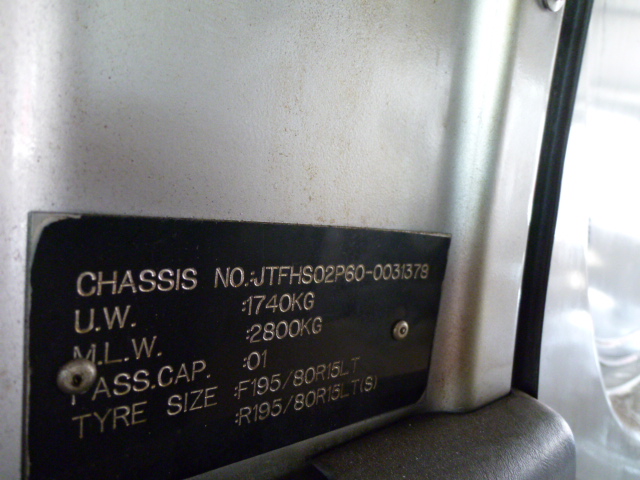 CHASSIS NO.:JTFHS02P60-0031378
U.W. :1740KG
M.L.W. :2800KG
PASS.CAP. :01
TYRE SIZE :F195/80R15LT
:R195/80R15LT(S)